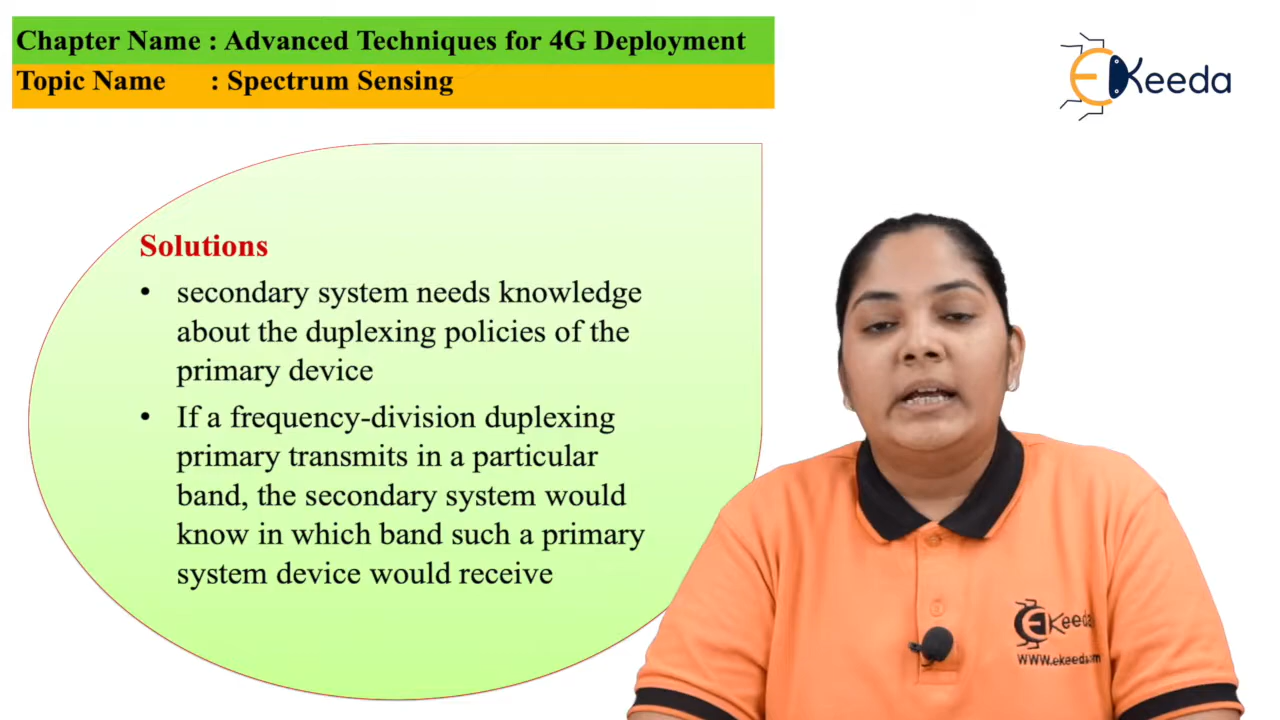 Chapter Name : Advanced Techniques for 4G Deployment
Topic Name : Spectrum Sensing
EKeeda
Solutions
• secondary system needs knowledge
about the duplexing policies of the
primary device
• If a frequency-division duplexing
primary transmits in a particular
band, the secondary system would
know in which band such a primary
system device would receive
EKeeda
www.ekeeda.com